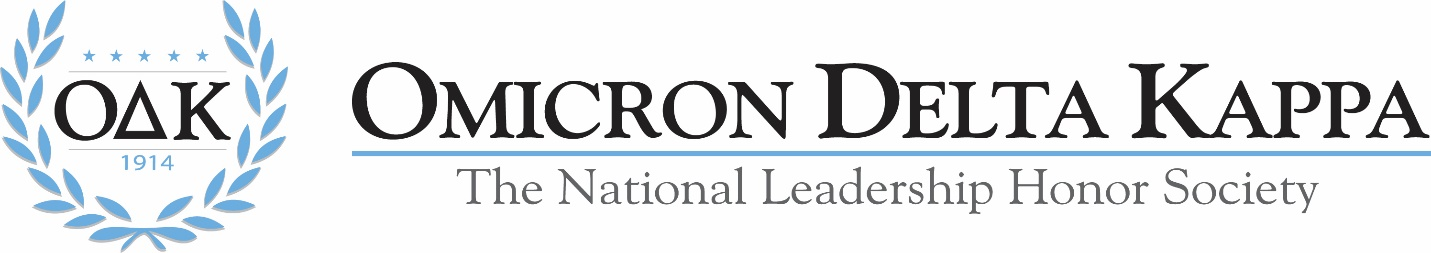 ΟΔΚ
1914
OMICRON DELTA KAPPA
The National Leadership Honor Society